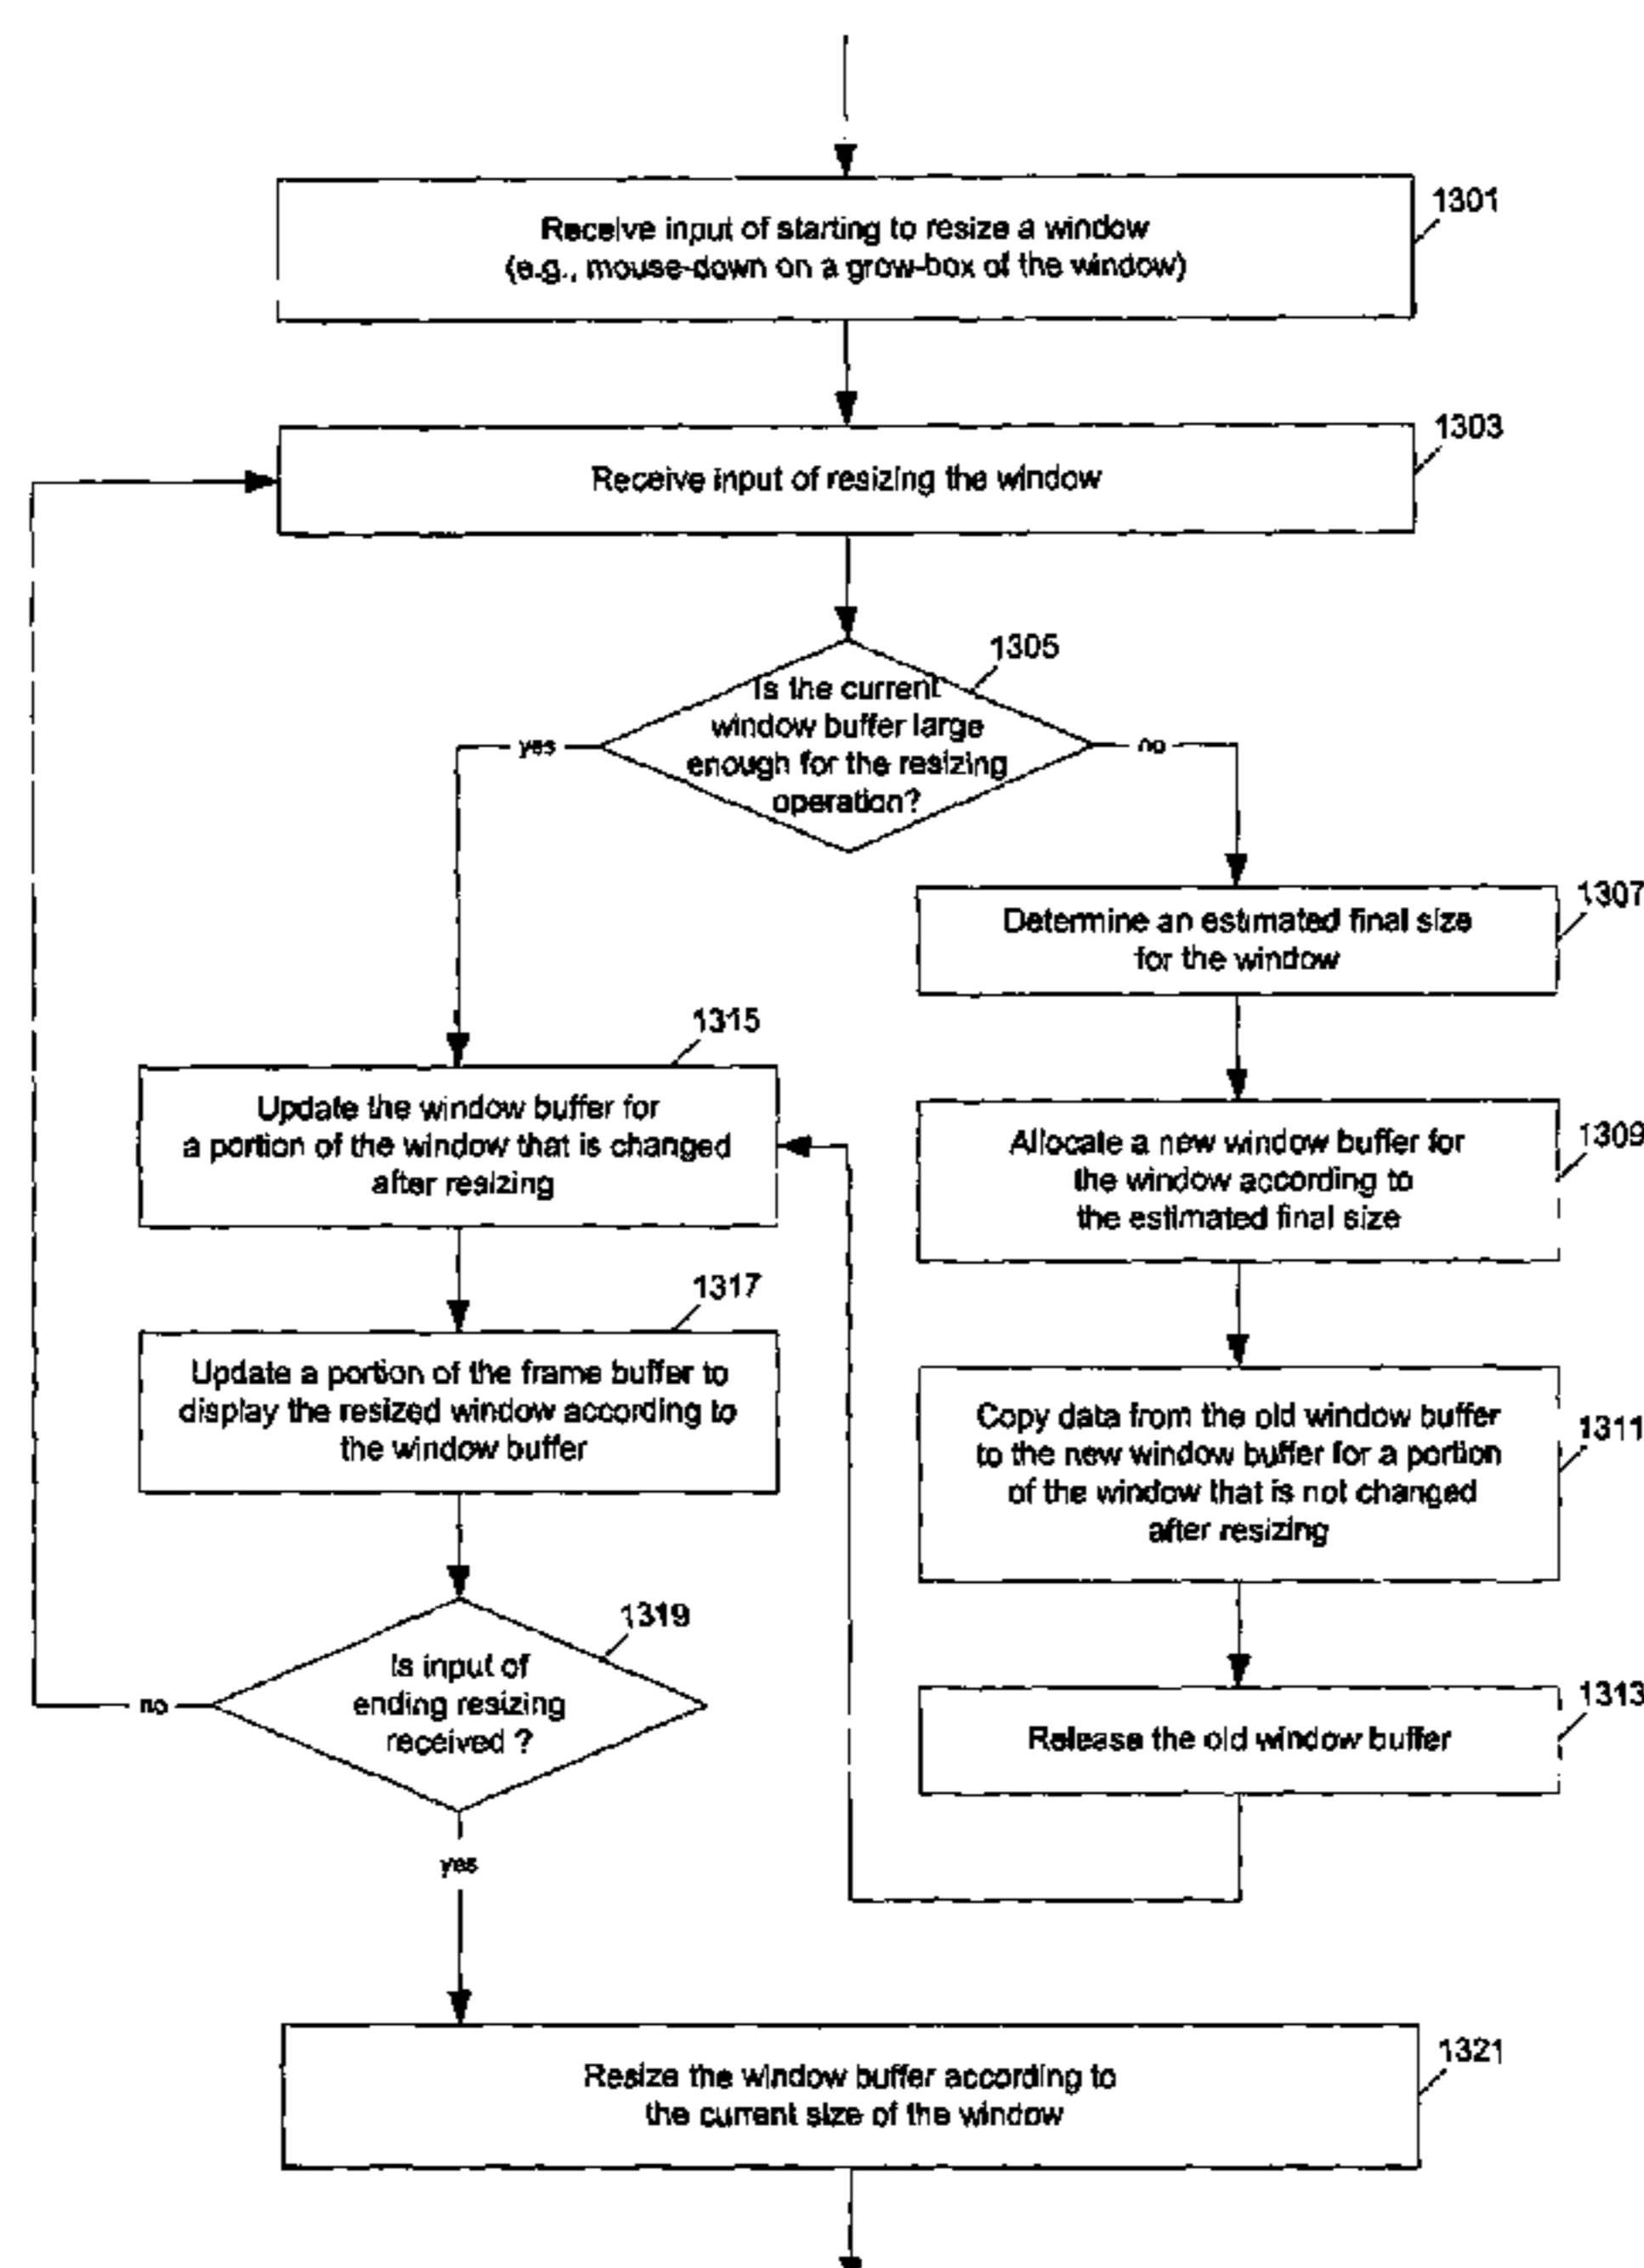 1301
Receive input of starting to resize a window
(e.g., mouse-down on a grow-box of the window)
1303
Receive input of resizing the window
1305
Is the current
window buffer large
enough for the resizing
operation?
yes
no
1307
Determine an estimated final size
for the window
1309
Allocate a new window buffer for
the window according to
the estimated final size
1311
Copy data from the old window buffer
to the new window buffer for a portion
of the window that is not changed
after resizing
1313
Release the old window buffer
1315
Update the window buffer for
a portion of the window that is changed
after resizing
1317
Update a portion of the frame buffer to
display the resized window according to
the window buffer
1319
Is input of
ending resizing
received ?
no
yes
1321
Resize the window buffer according to
the current size of the window